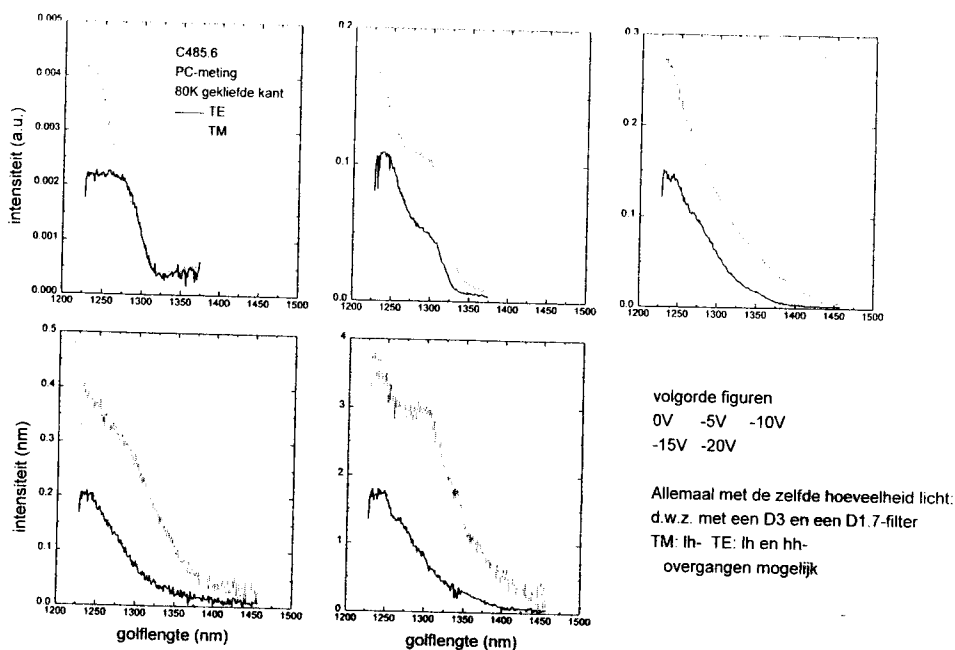 0.005
0.004
0.003
0.002
0.001
0.000
intensiteit (a.u.)
1200 1250 1300 1350 1400 1450 1500
C485.6
PC-meting
80K gekliefde kant
TE
TM
0.2
0.1
0.0
1200 1250 1300 1350 1400 1450 1500
0.3
0.2
0.1
0.0
1200 1250 1300 1350 1400 1450 1500
0.5
0.4
0.3
0.2
0.1
0.0
intensiteit (nm)
1200 1250 1300 1350 1400 1450 1500
golflengte (nm)
4
3
2
1
0
1200 1250 1300 1350 1400 1450 1500
golflengte (nm)
volgorde figuren
0V -5V -10V
-15V -20V
Allemaal met de zelfde hoeveelheid licht:
d.w.z. met een D3 en een D1.7-filter
TM: lh- TE: lh en hh-
overgangen mogelijk